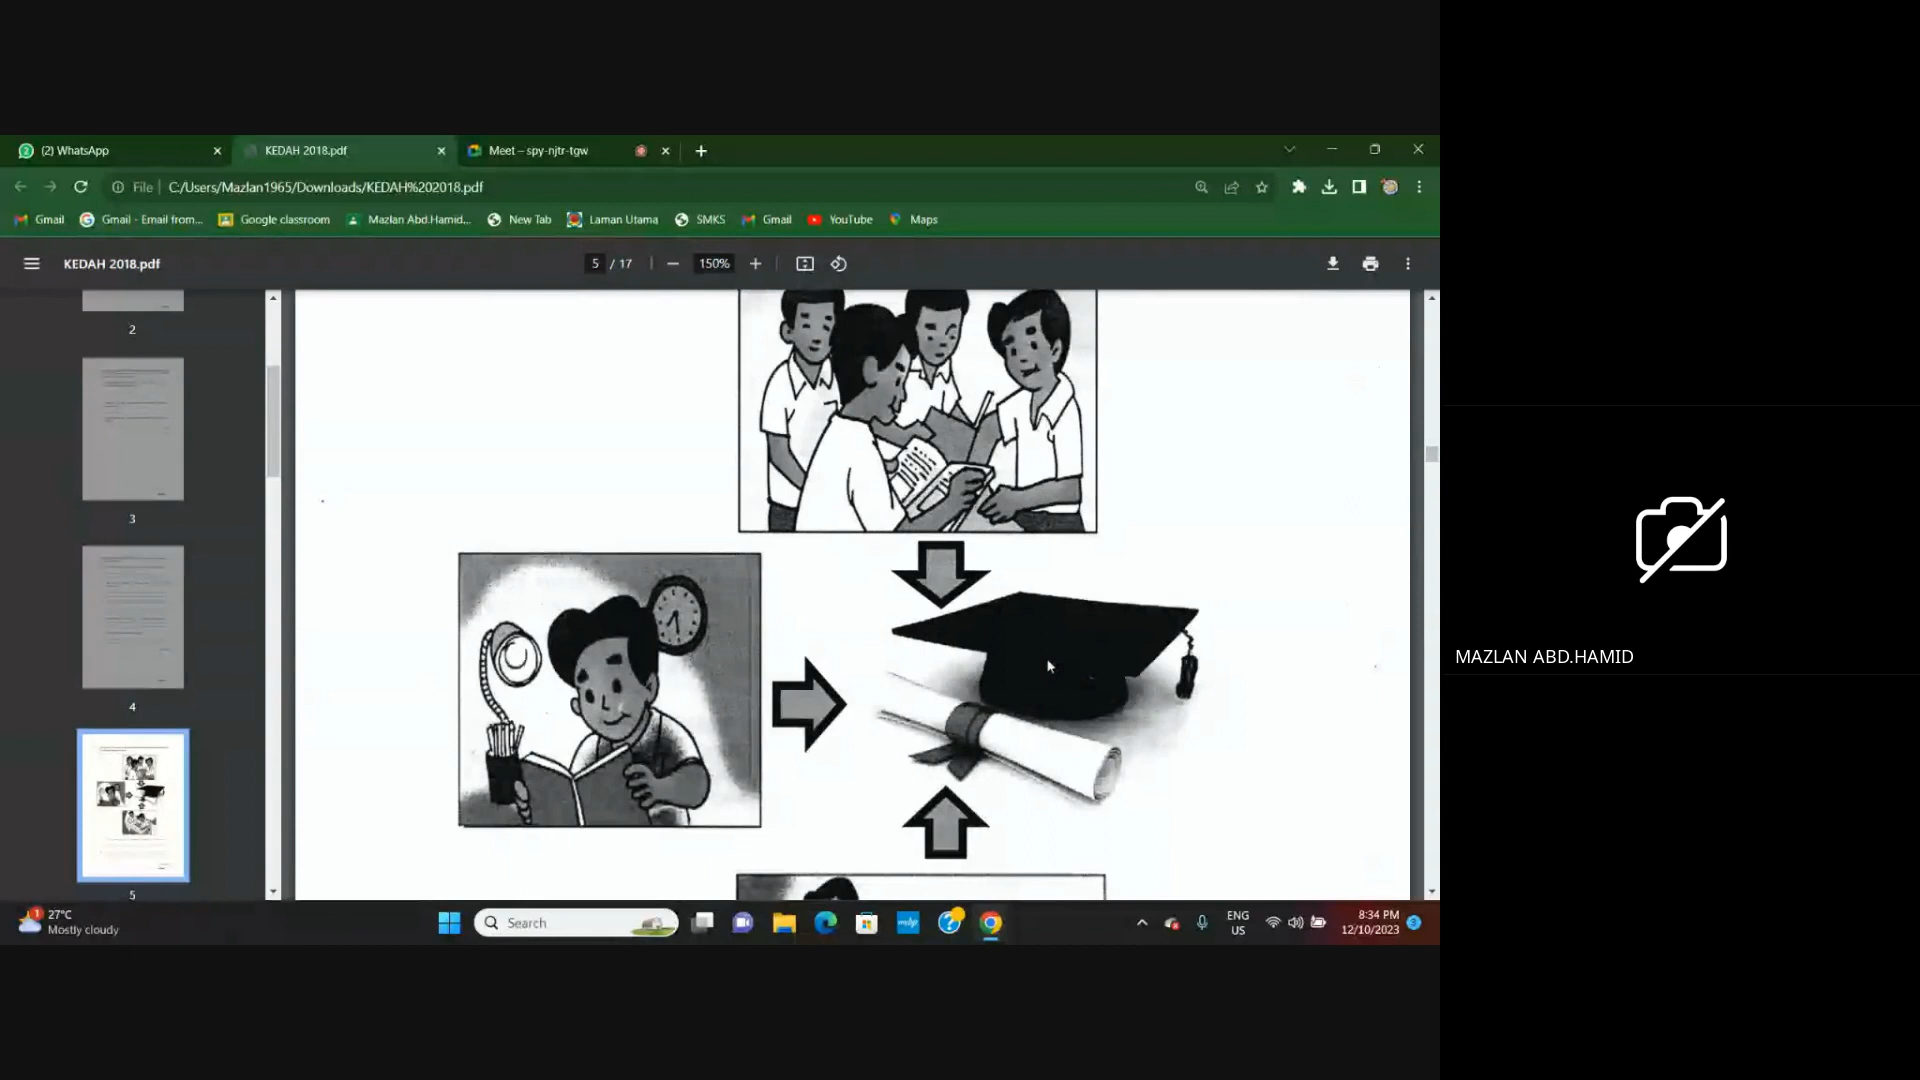 (2) WhatsApp
KEDAH 2018.pdf
Meet – spy-njtr-tgw
File
C:/Users/Mazlan1965/Downloads/KEDAH%202018.pdf
Gmail
Gmail - Email from...
Google classroom
Mazlan Abd.Hamid...
New Tab
Laman Utama
SMKS
Gmail
YouTube
Maps
KEDAH 2018.pdf
5 / 17
150%
2
3
4
5
MAZLAN ABD.HAMID
27°C
Mostly cloudy
Search
ENG
US
8:34 PM
12/10/2023